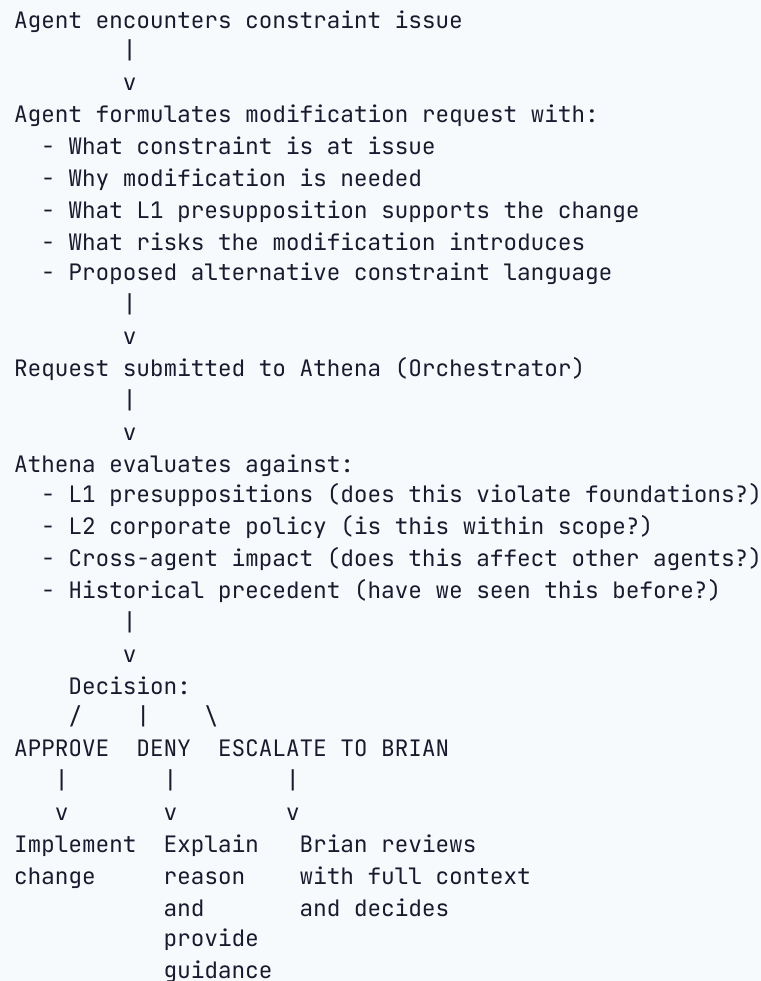 Agent encounters constraint issue
|
v
Agent formulates modification request with:
- What constraint is at issue
- Why modification is needed
- What L1 presupposition supports the change
- What risks the modification introduces
- Proposed alternative constraint language
|
v
Request submitted to Athena (Orchestrator)
|
v
Athena evaluates against:
- L1 presuppositions (does this violate foundations?)
- L2 corporate policy (is this within scope?)
- Cross-agent impact (does this affect other agents?)
- Historical precedent (have we seen this before?)
|
v
Decision:
/    |    \
APPROVE  DENY  ESCALATE TO BRIAN
|       |        |
v       v        v
Implement  Explain   Brian reviews
change     reason    with full context
and       and decides
provide
guidance